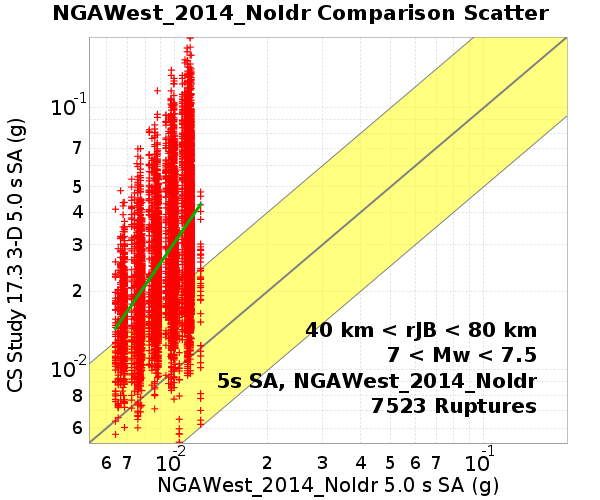 NGAWest_2014_NoIdr Comparison Scatter
CS Study 17.3 3-D 5.0 s SA (g)
10-1
7
5
4
3
2
10-2
8
6
40 km < rJB < 80 km
7 < Mw < 7.5
5s SA, NGAWest_2014_NoIdr
7523 Ruptures
6 7 10-2 2 3 4 5 6 7 10-1
NGAWest_2014_NoIdr 5.0 s SA (g)